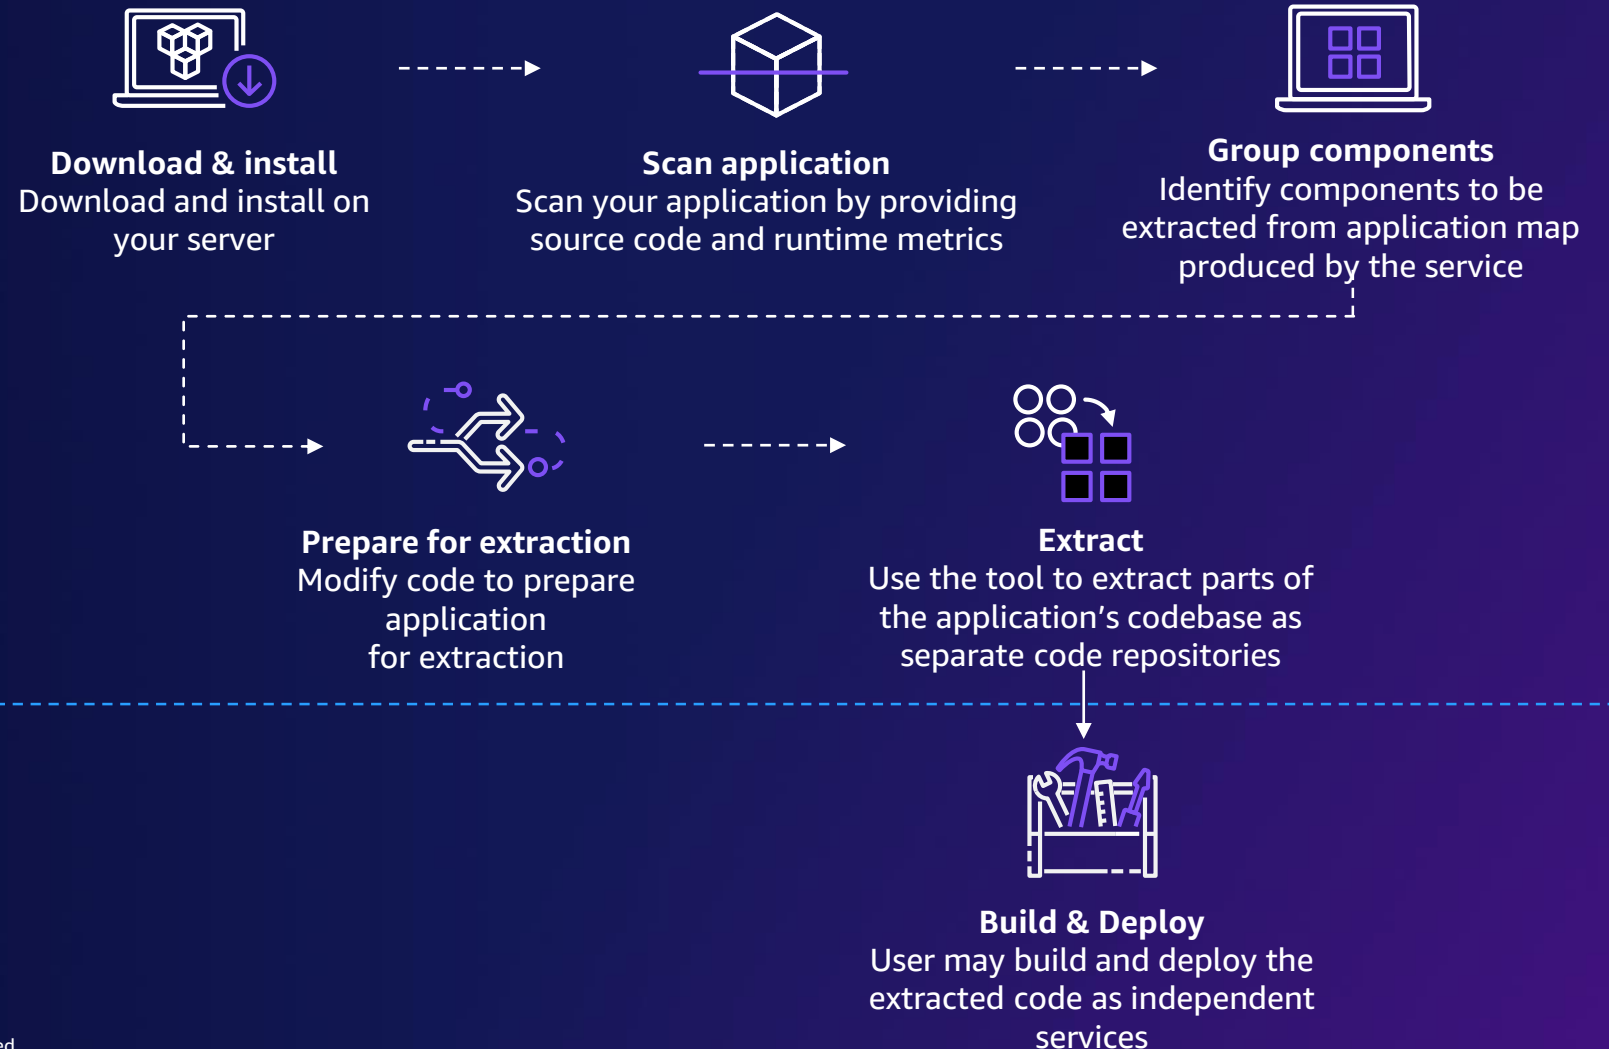 Download & install
Download and install on
your server
Scan application
Scan your application by providing
source code and runtime metrics
Group components
Identify components to be
extracted from application map
produced by the service
Prepare for extraction
Modify code to prepare
application
for extraction
Extract
Use the tool to extract parts of
the application’s codebase as
separate code repositories
Build & Deploy
User may build and deploy the
extracted code as independent
services